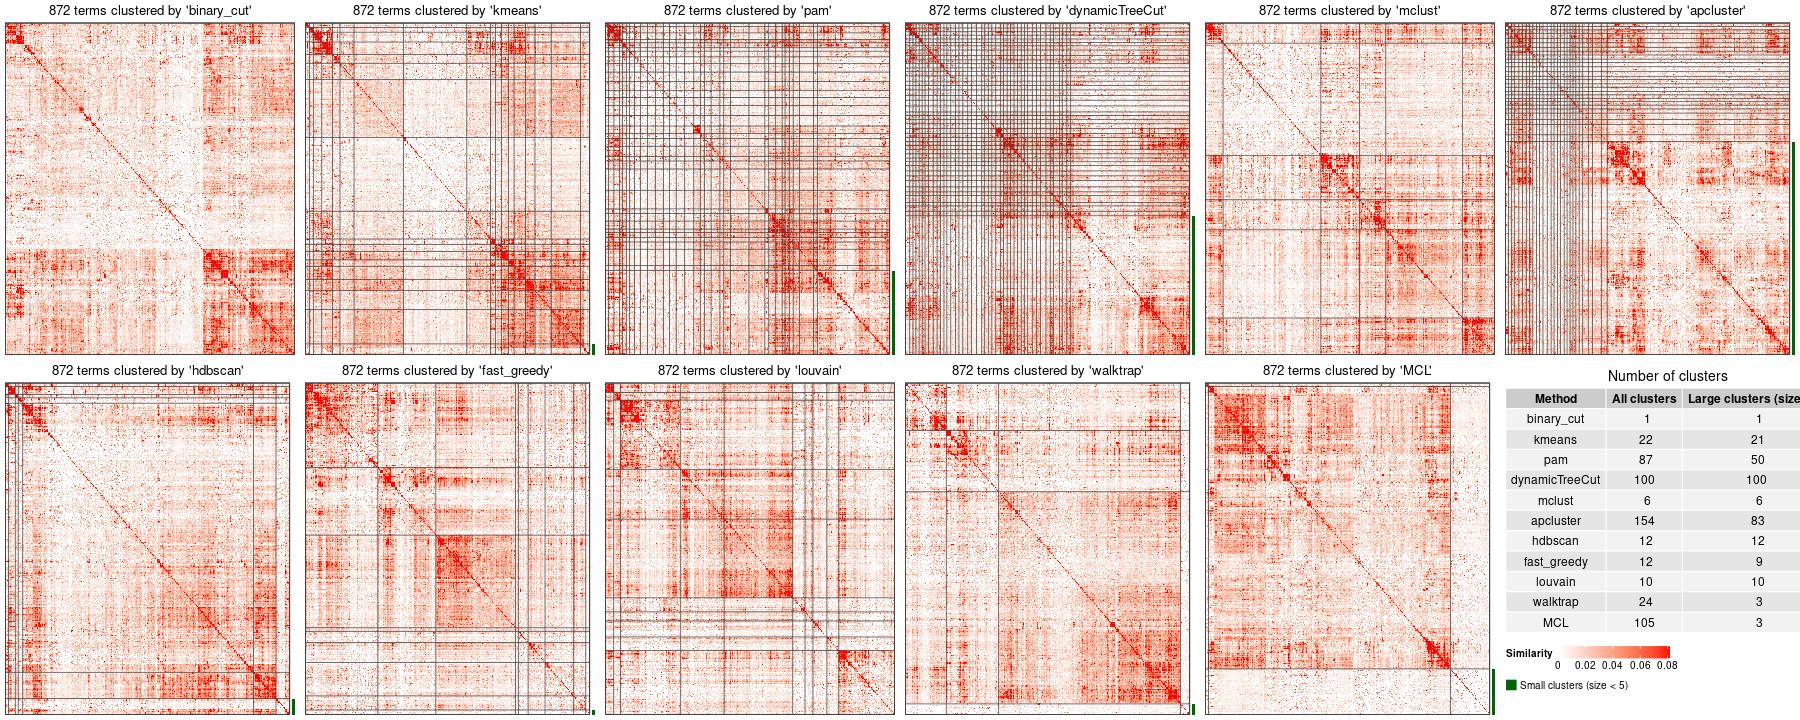 872 terms clustered by 'binary_cut'
872 terms clustered by 'kmeans'
872 terms clustered by 'pam'
872 terms clustered by 'dynamicTreeCut'
872 terms clustered by 'mclust'
872 terms clustered by 'apcluster'
872 terms clustered by 'hdbscan'
872 terms clustered by 'fast_greedy'
872 terms clustered by 'louvain'
872 terms clustered by 'walktrap'
872 terms clustered by 'MCL'
Number of clusters
Method All clusters Large clusters (size
binary_cut 1 1
kmeans 22 21
pam 87 50
dynamicTreeCut 100 100
mclust 6 6
apcluster 154 83
hdbscan 12 12
fast_greedy 12 9
louvain 10 10
walktrap 24 3
MCL 105 3
Similarity
0 0.02 0.04 0.06 0.08
Small clusters (size < 5)